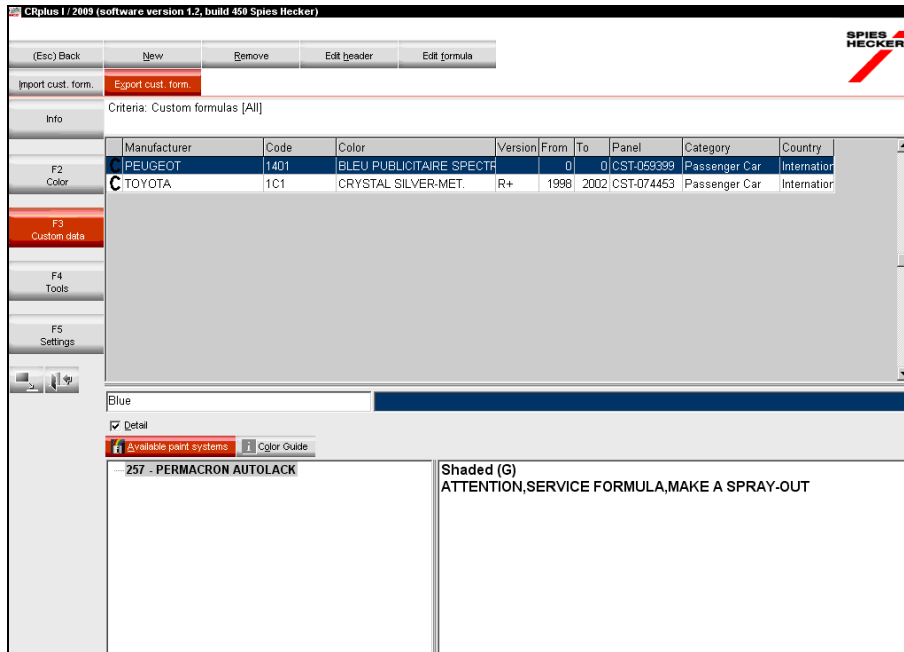 CRplus I / 2009 (software version 1.2, build 450 Spies Hecker)
SPIES
HECKER
(Esc) Back New Remove Edit header Edit formula
Import cust. form. Export cust. form.
Criteria: Custom formulas [All]
Info
Manufacturer Code Color Version From To Panel Category Country
C PEUGEOT 1401 BLEU PUBLICITAIRE SPECTR 0 0 CST-059399 Passenger Car Internation
C TOYOTA 1C1 CRYSTAL SILVER-MET. R+ 1998 2002 CST-074453 Passenger Car Internation
F2
Color
F3
Custom data
F4
Tools
F5
Settings
Blue
Detail
Available paint systems i Color Guide
257 - PERMACRON AUTOLACK
Shaded (G)
ATTENTION,SERVICE FORMULA,MAKE A SPRAY-OUT